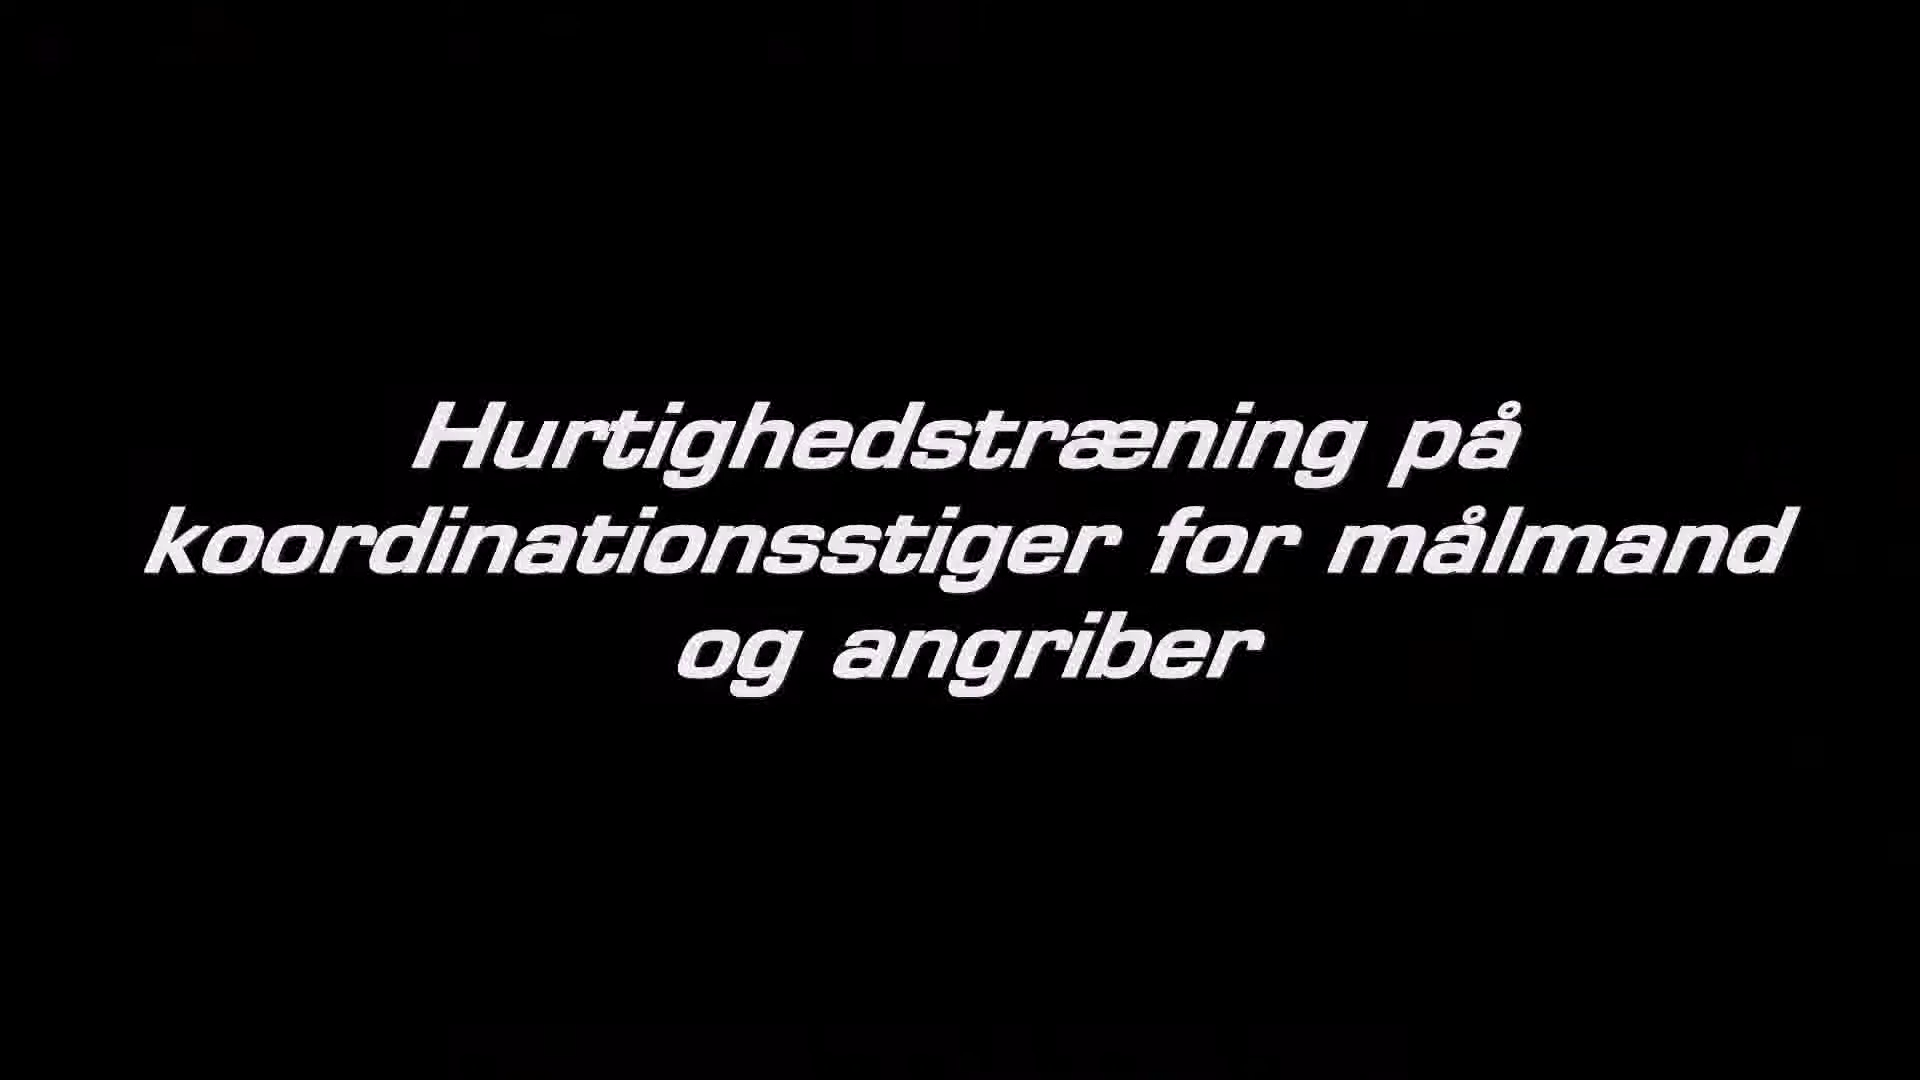 Hurtighedstræning på
koordinationsstiger for målmand
og angriber